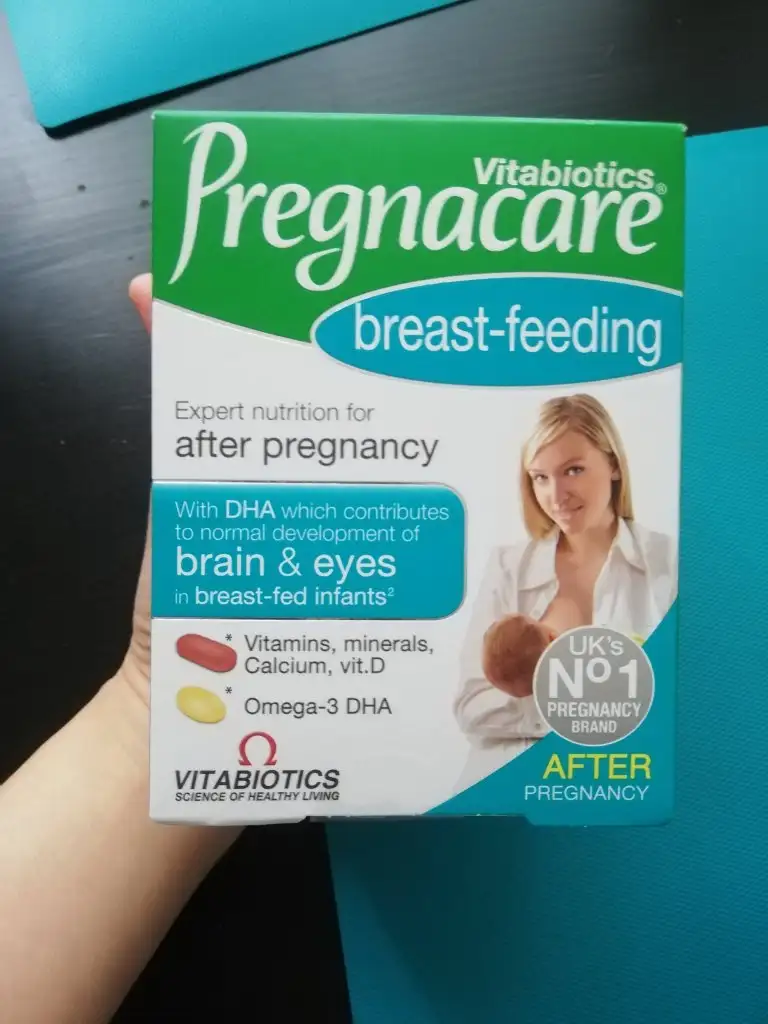 Vitabiotics®
Pregnacare
breast-feeding
Expert nutrition for
after pregnancy
With DHA which contributes
to normal development of
brain & eyes
in breast-fed infants²
* Vitamins, minerals,
Calcium, vit.D
* Omega-3 DHA
VITABIOTICS
SCIENCE OF HEALTHY LIVING
UK's
Nº1
PREGNANCY
BRAND
AFTER
PREGNANCY